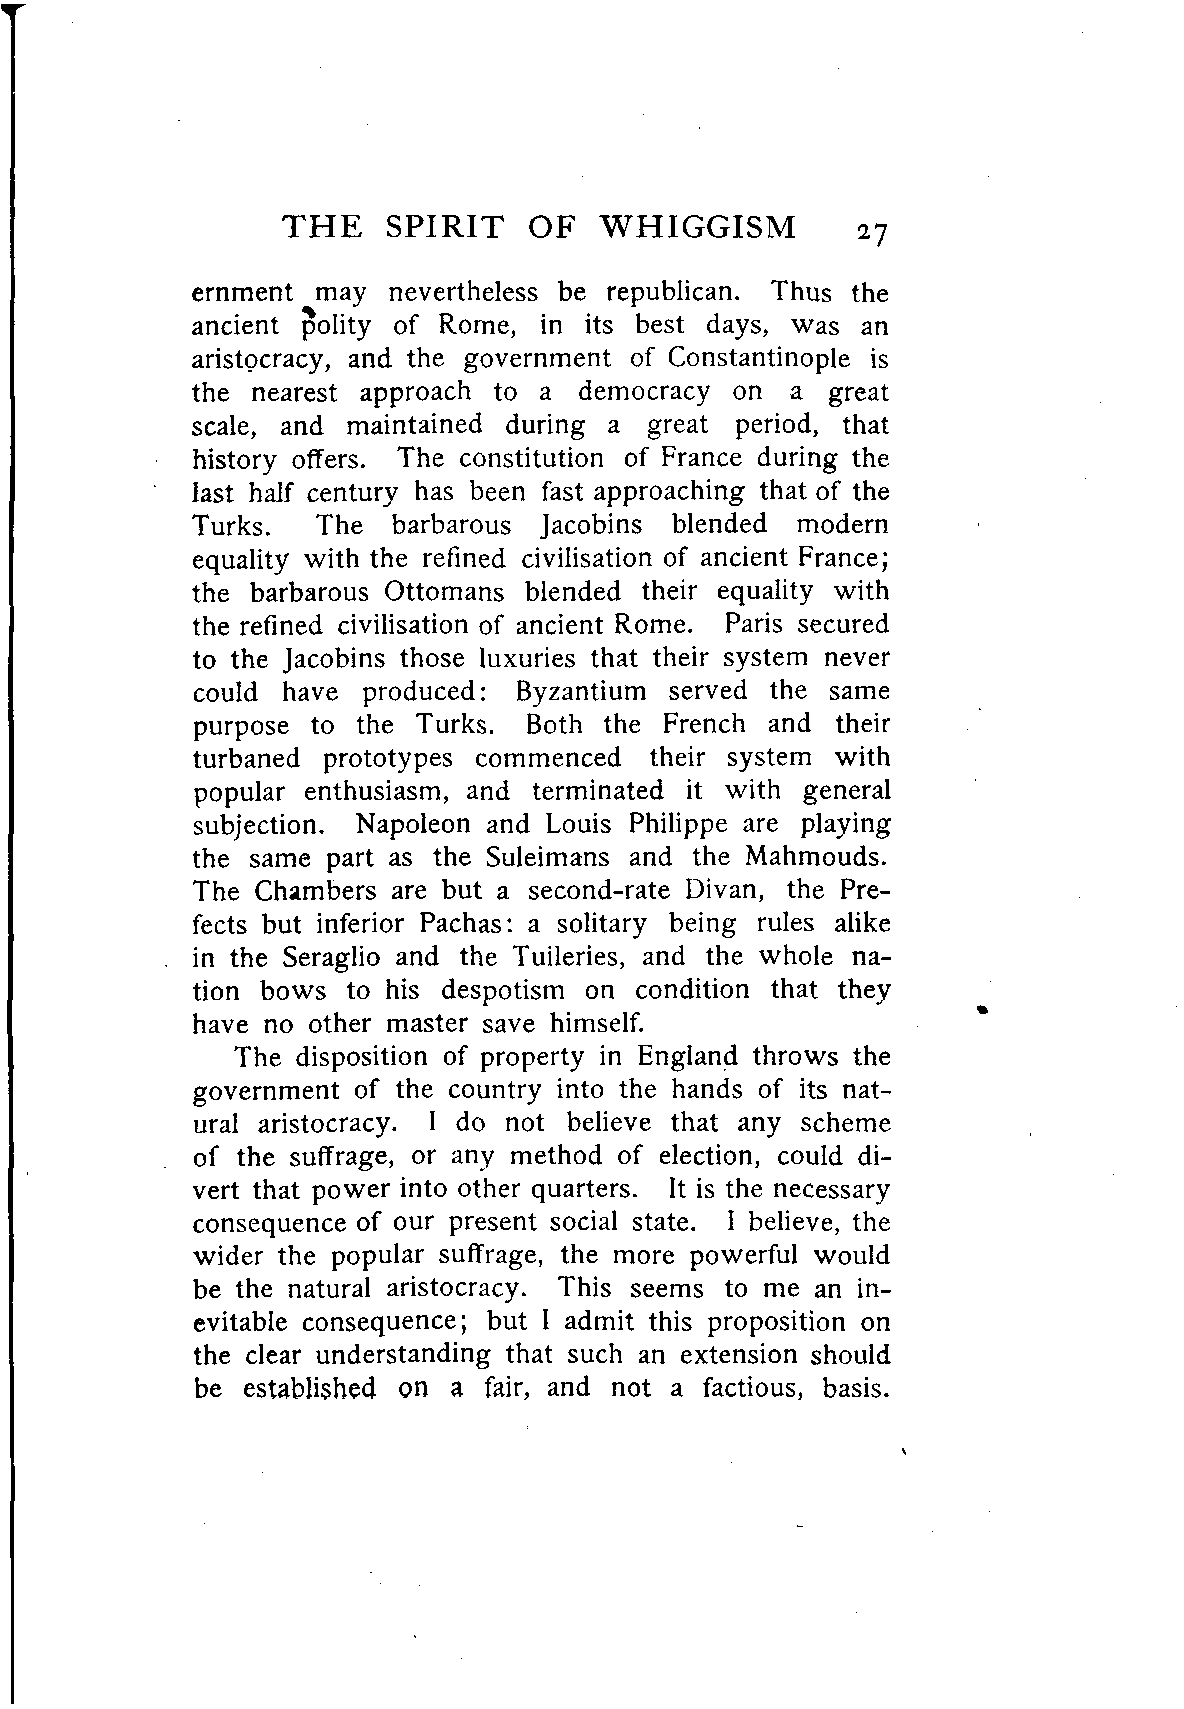 THE SPIRIT OF WHIGGISM 27
ernment may nevertheless be republican. Thus the
ancient polity of Rome, in its best days, was an
aristocracy, and the government of Constantinople is
the nearest approach to a democracy on a great
scale, and maintained during a great period, that
history offers. The constitution of France during the
last half century has been fast approaching that of the
Turks. The barbarous Jacobins blended modern
equality with the refined civilisation of ancient France;
the barbarous Ottomans blended their equality with
the refined civilisation of ancient Rome. Paris secured
to the Jacobins those luxuries that their system never
could have produced: Byzantium served the same
purpose to the Turks. Both the French and their
turbaned prototypes commenced their system with
popular enthusiasm, and terminated it with general
subjection. Napoleon and Louis Philippe are playing
the same part as the Suleimans and the Mahmouds.
The Chambers are but a second-rate Divan, the Pre-
fects but inferior Pachas: a solitary being rules alike
in the Seraglio and the Tuileries, and the whole na-
tion bows to his despotism on condition that they
have no other master save himself.
The disposition of property in England throws the
government of the country into the hands of its nat-
ural aristocracy. I do not believe that any scheme
of the suffrage, or any method of election, could di-
vert that power into other quarters. It is the necessary
consequence of our present social state. I believe, the
wider the popular suffrage, the more powerful would
be the natural aristocracy. This seems to me an in-
evitable consequence; but I admit this proposition on
the clear understanding that such an extension should
be established on a fair, and not a factious, basis.